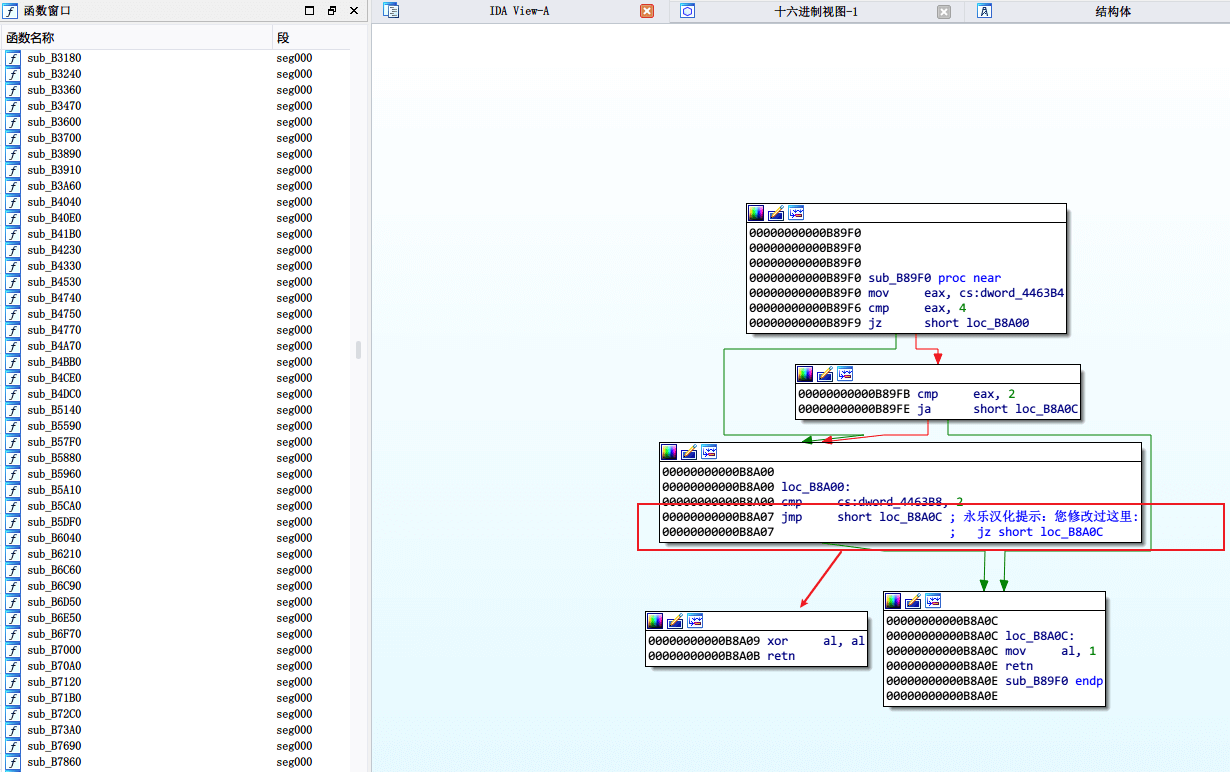 函数窗口
函数名称 段
sub_B3180 seg000
sub_B3240 seg000
sub_B3360 seg000
sub_B3470 seg000
sub_B3600 seg000
sub_B3700 seg000
sub_B3890 seg000
sub_B3910 seg000
sub_B3A60 seg000
sub_B4040 seg000
sub_B40E0 seg000
sub_B41B0 seg000
sub_B4230 seg000
sub_B4330 seg000
sub_B4530 seg000
sub_B4740 seg000
sub_B4750 seg000
sub_B4770 seg000
sub_B4A70 seg000
sub_B4BB0 seg000
sub_B4CE0 seg000
sub_B4DC0 seg000
sub_B5140 seg000
sub_B5590 seg000
sub_B57F0 seg000
sub_B5880 seg000
sub_B5960 seg000
sub_B5A10 seg000
sub_B5CA0 seg000
sub_B5DF0 seg000
sub_B6040 seg000
sub_B6210 seg000
sub_B6C60 seg000
sub_B6C90 seg000
sub_B6D50 seg000
sub_B6E50 seg000
sub_B6F70 seg000
sub_B7000 seg000
sub_B70A0 seg000
sub_B7120 seg000
sub_B71B0 seg000
sub_B72C0 seg000
sub_B73A0 seg000
sub_B7690 seg000
sub_B7860 seg000
IDA View-A
十六进制视图-1
结构体
00000000000B89F0
00000000000B89F0
00000000000B89F0
00000000000B89F0 sub_B89F0 proc near
00000000000B89F0 mov eax, cs:dword_4463B4
00000000000B89F6 cmp eax, 4
00000000000B89F9 jz short loc_B8A00
00000000000B89FB cmp eax, 2
00000000000B89FE ja short loc_B8A0C
00000000000B8A00
00000000000B8A00 loc_B8A00:
00000000000B8A00 cmp cs:dword_4463B8, 2
00000000000B8A07 jmp short loc_B8A0C ; 永乐汉化提示：您修改过这里:
00000000000B8A07 ; jz short loc_B8A0C
00000000000B8A09 xor al, al
00000000000B8A0B retn
00000000000B8A0C
00000000000B8A0C loc_B8A0C:
00000000000B8A0C mov al, 1
00000000000B8A0E retn
00000000000B8A0E sub_B89F0 endp
00000000000B8A0E